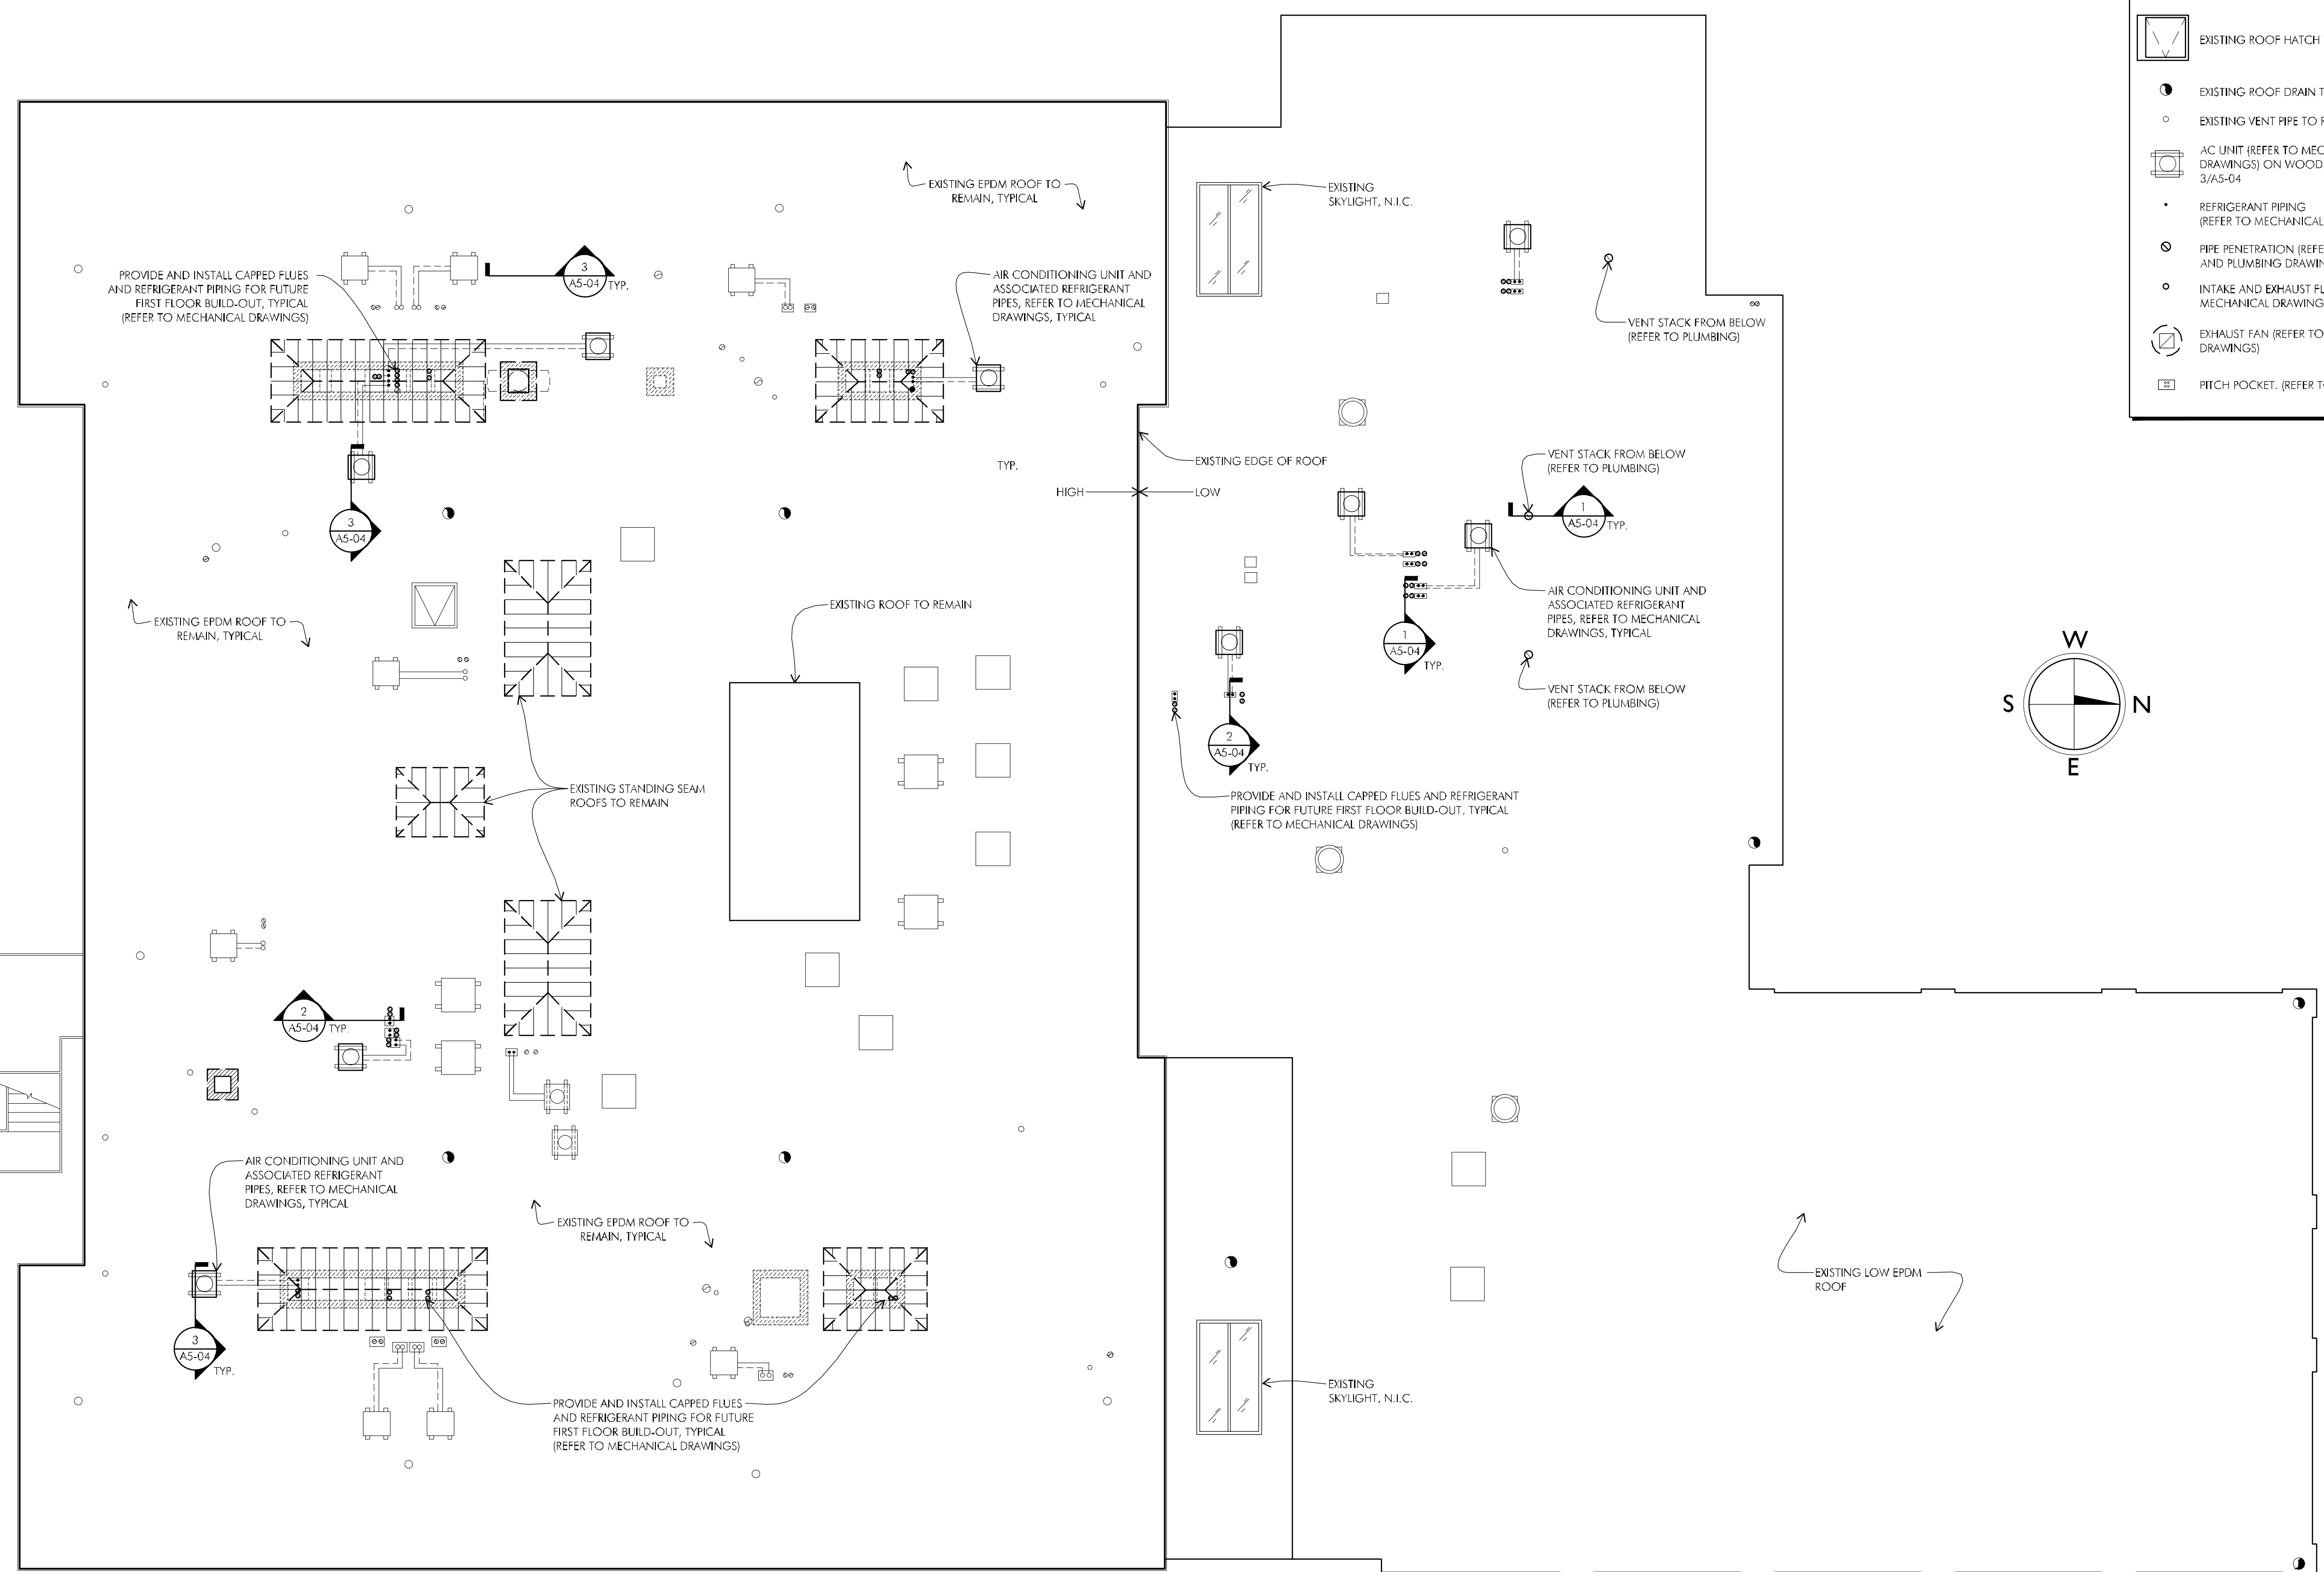 EXISTING ROOF HATCH
EXISTING ROOF DRAIN
EXISTING VENT PIPE TO
AC UNIT (REFER TO
DRAWINGS) ON WOOD
3/A5-04
REFRIGERANT PIPING
(REFER TO MECHANICAL
PIPE PENETRATION
AND PLUMBING
INTAKE AND EXHAUST
MECHANICAL
EXHAUST FAN (REFER TO
DRAWINGS)
PITCH POCKET. (REFER
EXISTING EPDM ROOF TO
REMAIN, TYPICAL
EXISTING
SKYLIGHT, N.I.C.
PROVIDE AND INSTALL CAPPED FLUES
AND REFRIGERANT PIPING FOR FUTURE
FIRST FLOOR BUILD-OUT, TYPICAL
(REFER TO MECHANICAL DRAWINGS)
3
A5-04
TYP.
AIR CONDITIONING UNIT AND
ASSOCIATED REFRIGERANT
PIPES, REFER TO MECHANICAL
DRAWINGS, TYPICAL
VENT STACK FROM BELOW
(REFER TO PLUMBING)
TYP.
EXISTING EDGE OF ROOF
HIGH
LOW
VENT STACK FROM BELOW
(REFER TO PLUMBING)
1
A5-04
TYP.
3
A5-04
AIR CONDITIONING UNIT AND
ASSOCIATED REFRIGERANT
PIPES, REFER TO MECHANICAL
DRAWINGS, TYPICAL
EXISTING EPDM ROOF TO
REMAIN, TYPICAL
EXISTING ROOF TO REMAIN
1
A5-04
TYP.
VENT STACK FROM BELOW
(REFER TO PLUMBING)
W
S
N
E
2
A5-04
TYP.
EXISTING STANDING SEAM
ROOFS TO REMAIN
PROVIDE AND INSTALL CAPPED FLUES AND REFRIGERANT
PIPING FOR FUTURE FIRST FLOOR BUILD-OUT, TYPICAL
(REFER TO MECHANICAL DRAWINGS)
2
A5-04
TYP.
AIR CONDITIONING UNIT AND
ASSOCIATED REFRIGERANT
PIPES, REFER TO MECHANICAL
DRAWINGS, TYPICAL
EXISTING EPDM ROOF TO
REMAIN, TYPICAL
EXISTING LOW EPDM
ROOF
3
A5-04
TYP.
PROVIDE AND INSTALL CAPPED FLUES
AND REFRIGERANT PIPING FOR FUTURE
FIRST FLOOR BUILD-OUT, TYPICAL
(REFER TO MECHANICAL DRAWINGS)
EXISTING
SKYLIGHT, N.I.C.